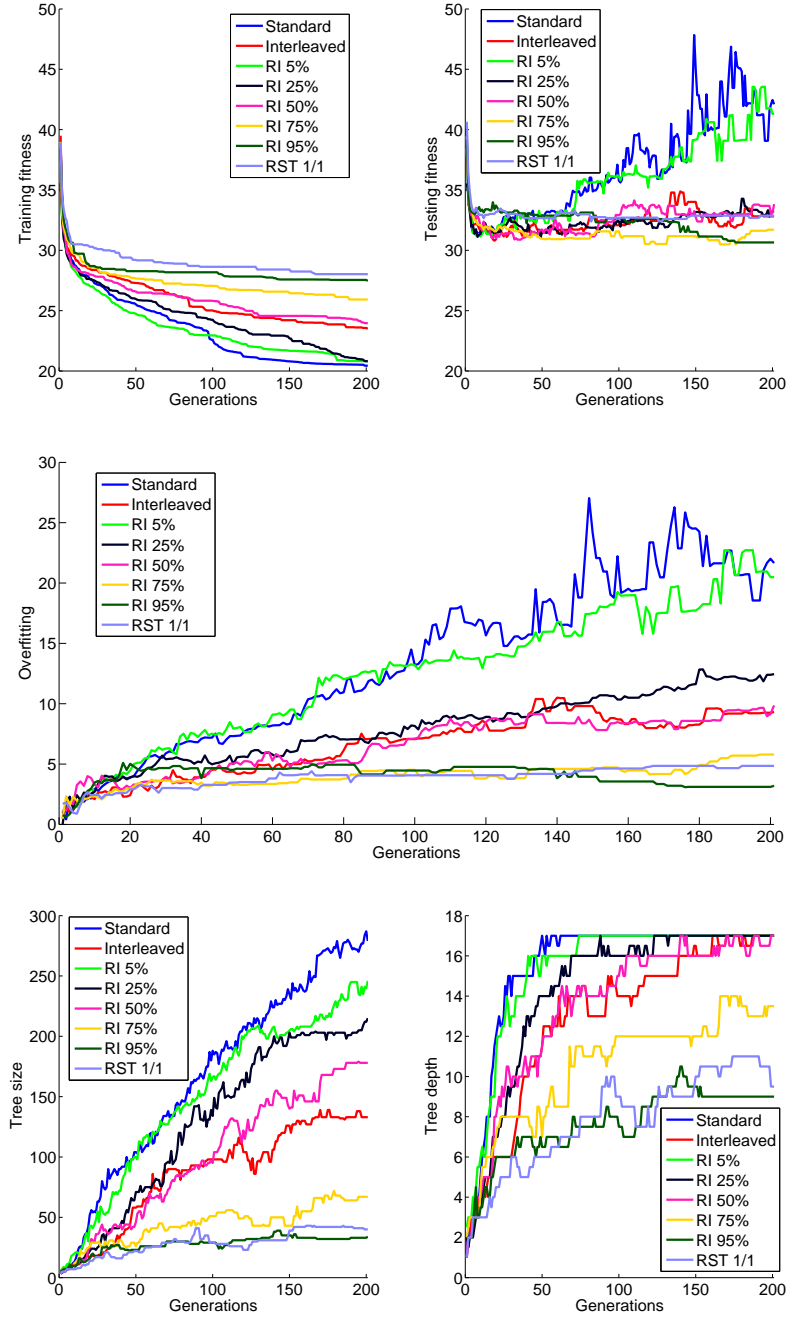 50
45
40
35
30
25
20
0
50
100
150
200
Training fitness
Generations
Standard
Interleaved
RI 5%
RI 25%
RI 50%
RI 75%
RI 95%
RST 1/1
50
45
40
35
30
25
20
0
50
100
150
200
Testing fitness
Generations
Standard
Interleaved
RI 5%
RI 25%
RI 50%
RI 75%
RI 95%
RST 1/1
30
25
20
15
10
5
0
0
20
40
60
80
100
120
140
160
180
200
Overfitting
Generations
Standard
Interleaved
RI 5%
RI 25%
RI 50%
RI 75%
RI 95%
RST 1/1
300
250
200
150
100
50
0
0
50
100
150
200
Tree size
Generations
Standard
Interleaved
RI 5%
RI 25%
RI 50%
RI 75%
RI 95%
RST 1/1
18
16
14
12
10
8
6
4
2
0
0
50
100
150
200
Tree depth
Generations
Standard
Interleaved
RI 5%
RI 25%
RI 50%
RI 75%
RI 95%
RST 1/1